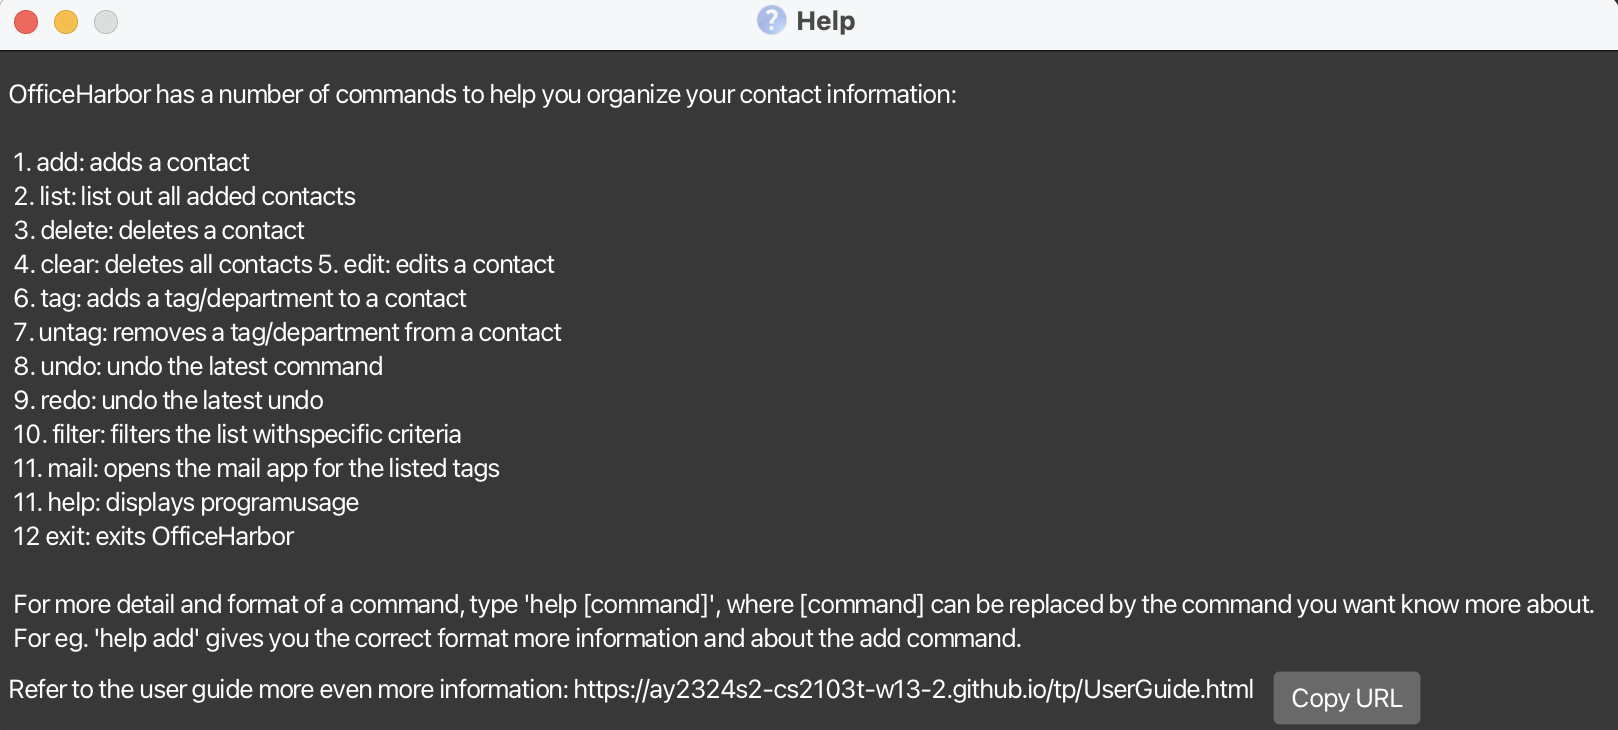 Help
OfficeHarbor has a number of commands to help you organize your contact information:
1. add: adds a contact
2. list: list out all added contacts
3. delete: deletes a contact
4. clear: deletes all contacts 5. edit: edits a contact
6. tag: adds a tag/department to a contact
7. untag: removes a tag/department from a contact
8. undo: undo the latest command
9. redo: undo the latest undo
10. filter: filters the list withspecific criteria
11. mail: opens the mail app for the listed tags
11. help: displays programusage
12 exit: exits OfficeHarbor
For more detail and format of a command, type 'help [command]', where [command] can be replaced by the command you want know more about.
For eg. 'help add' gives you the correct format more information and about the add command.
Refer to the user guide more even more information: https://ay2324s2-cs2103t-w13-2.github.io/tp/UserGuide.html
Copy URL